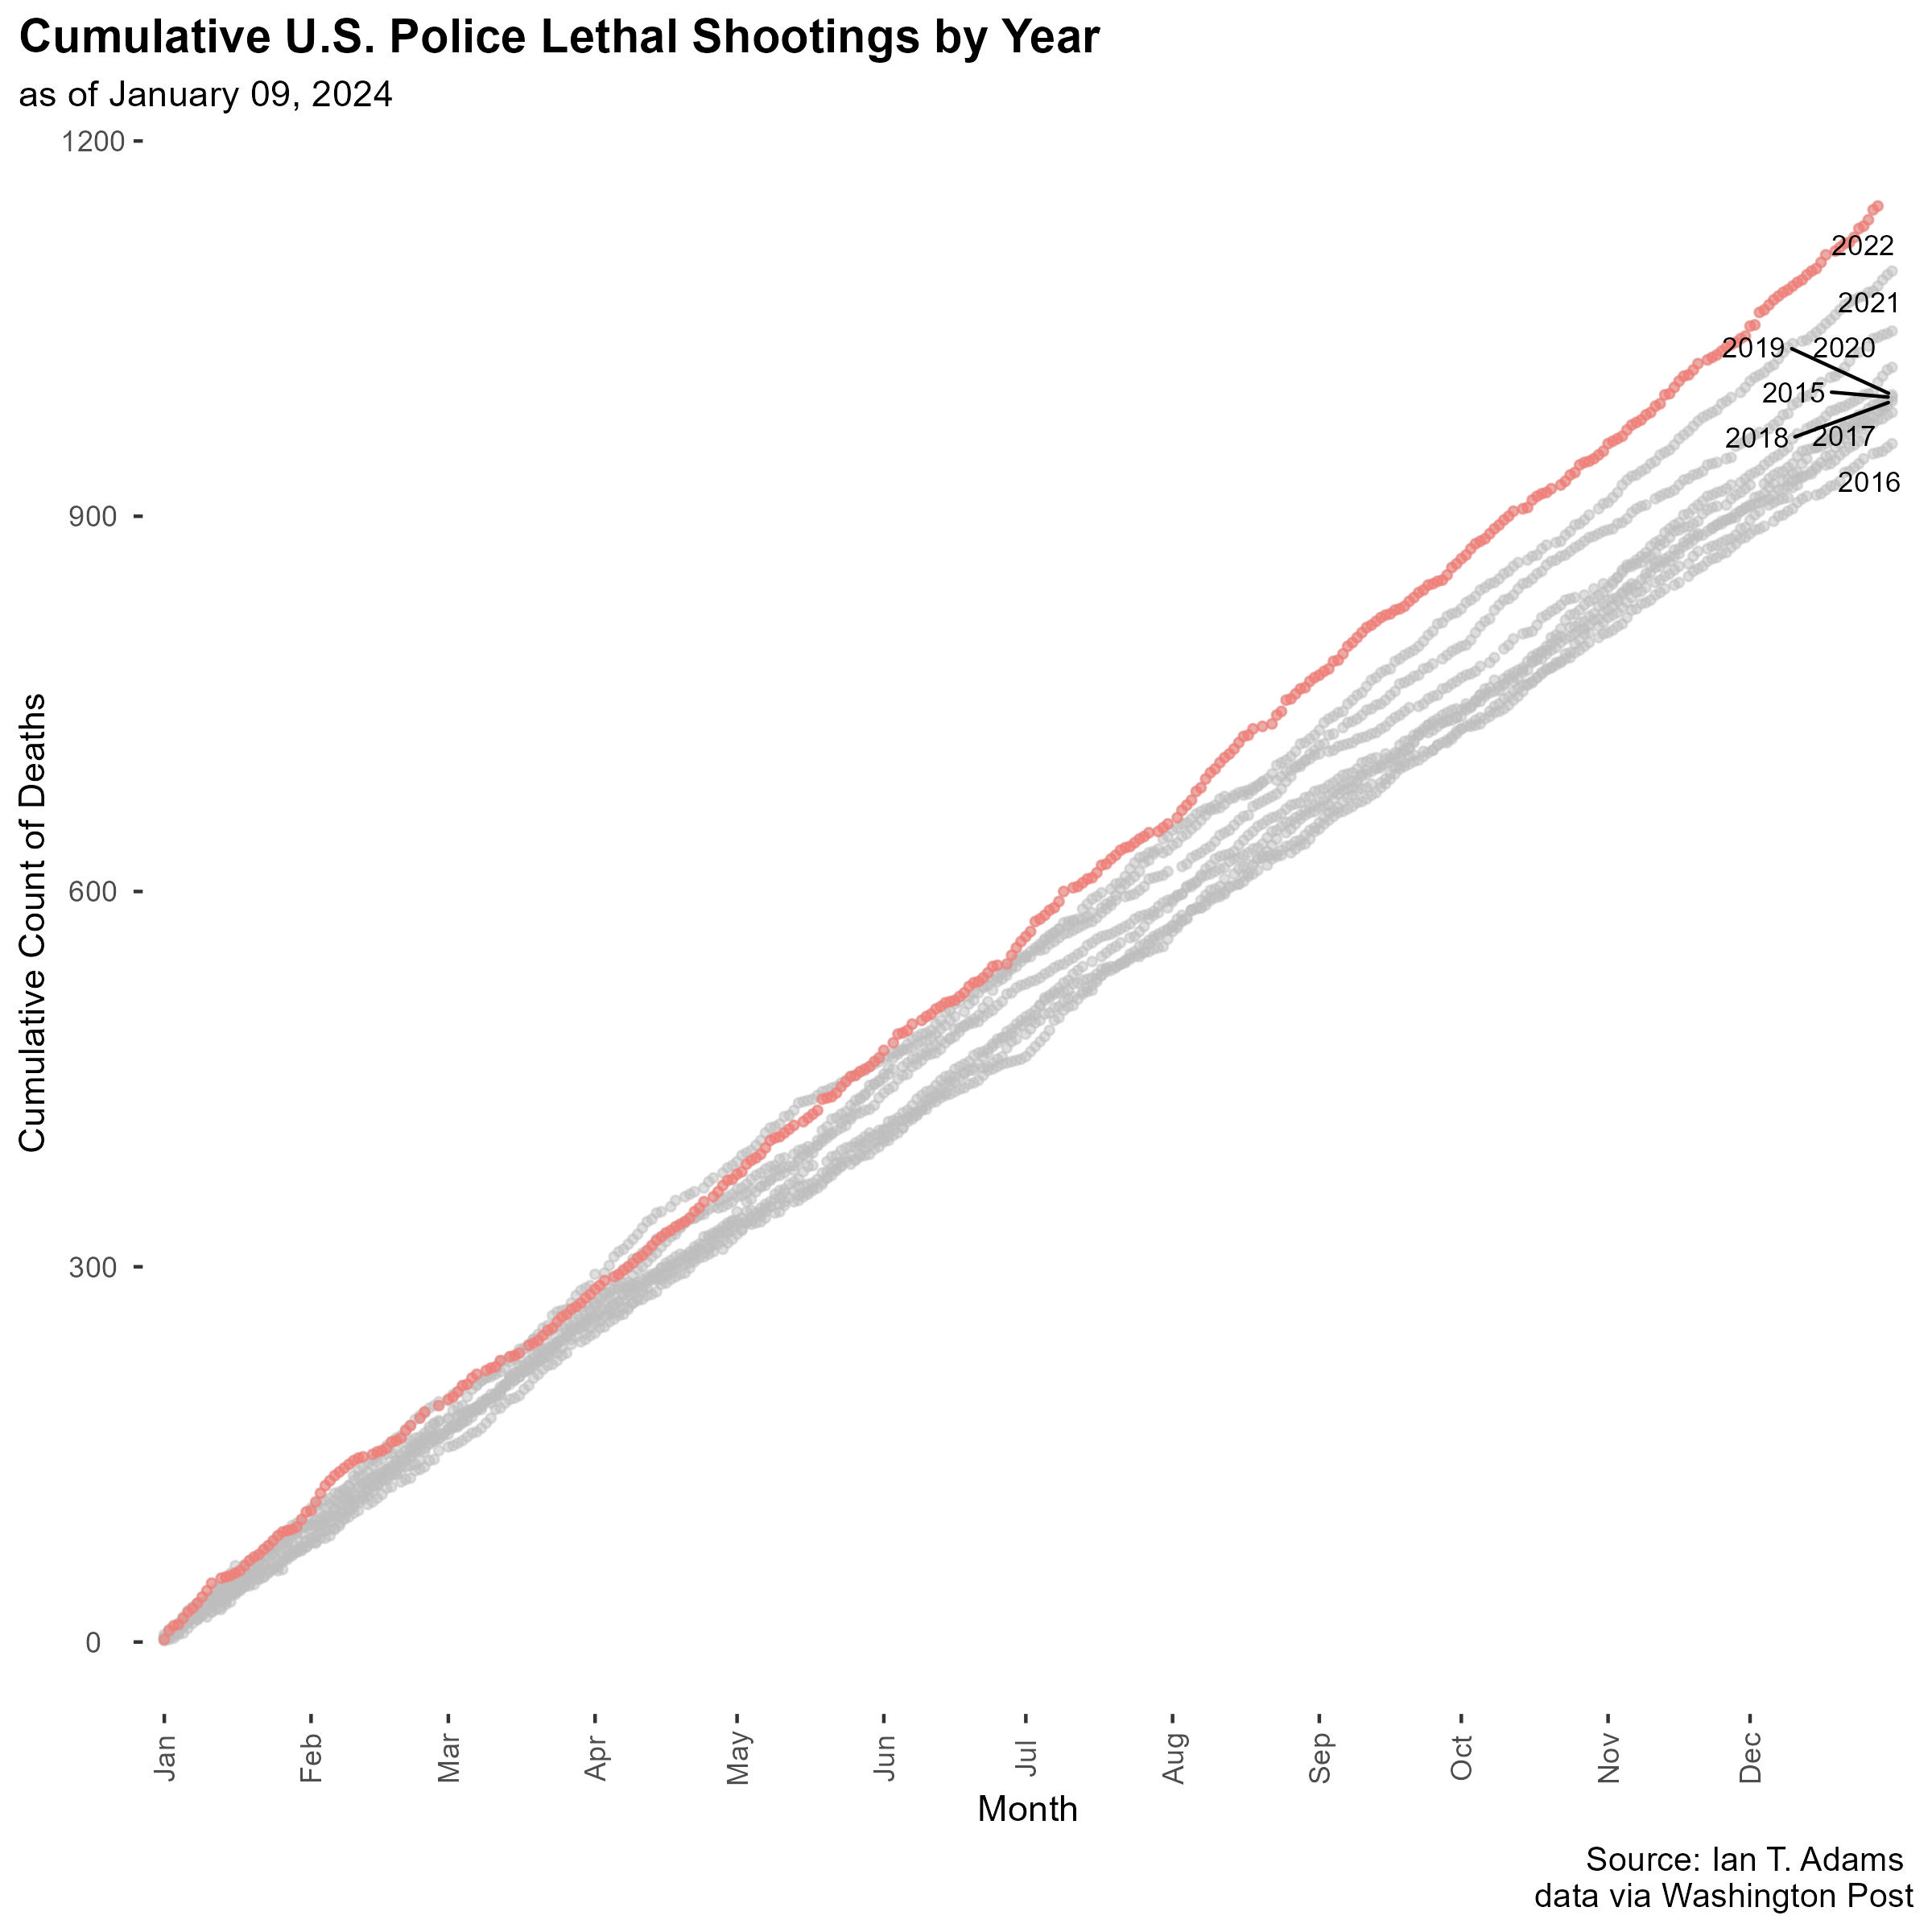 Cumulative U.S. Police Lethal Shootings by Year
as of January 09, 2024
1200
900
600
300
0
Cumulative Count of Deaths
2022
2021
2019
2020
2015
2018
2017
2016
Jan
Feb
Mar
Apr
May
Jun
Jul
Aug
Sep
Oct
Nov
Dec
Month
Source: Ian T. Adams
data via Washington Post